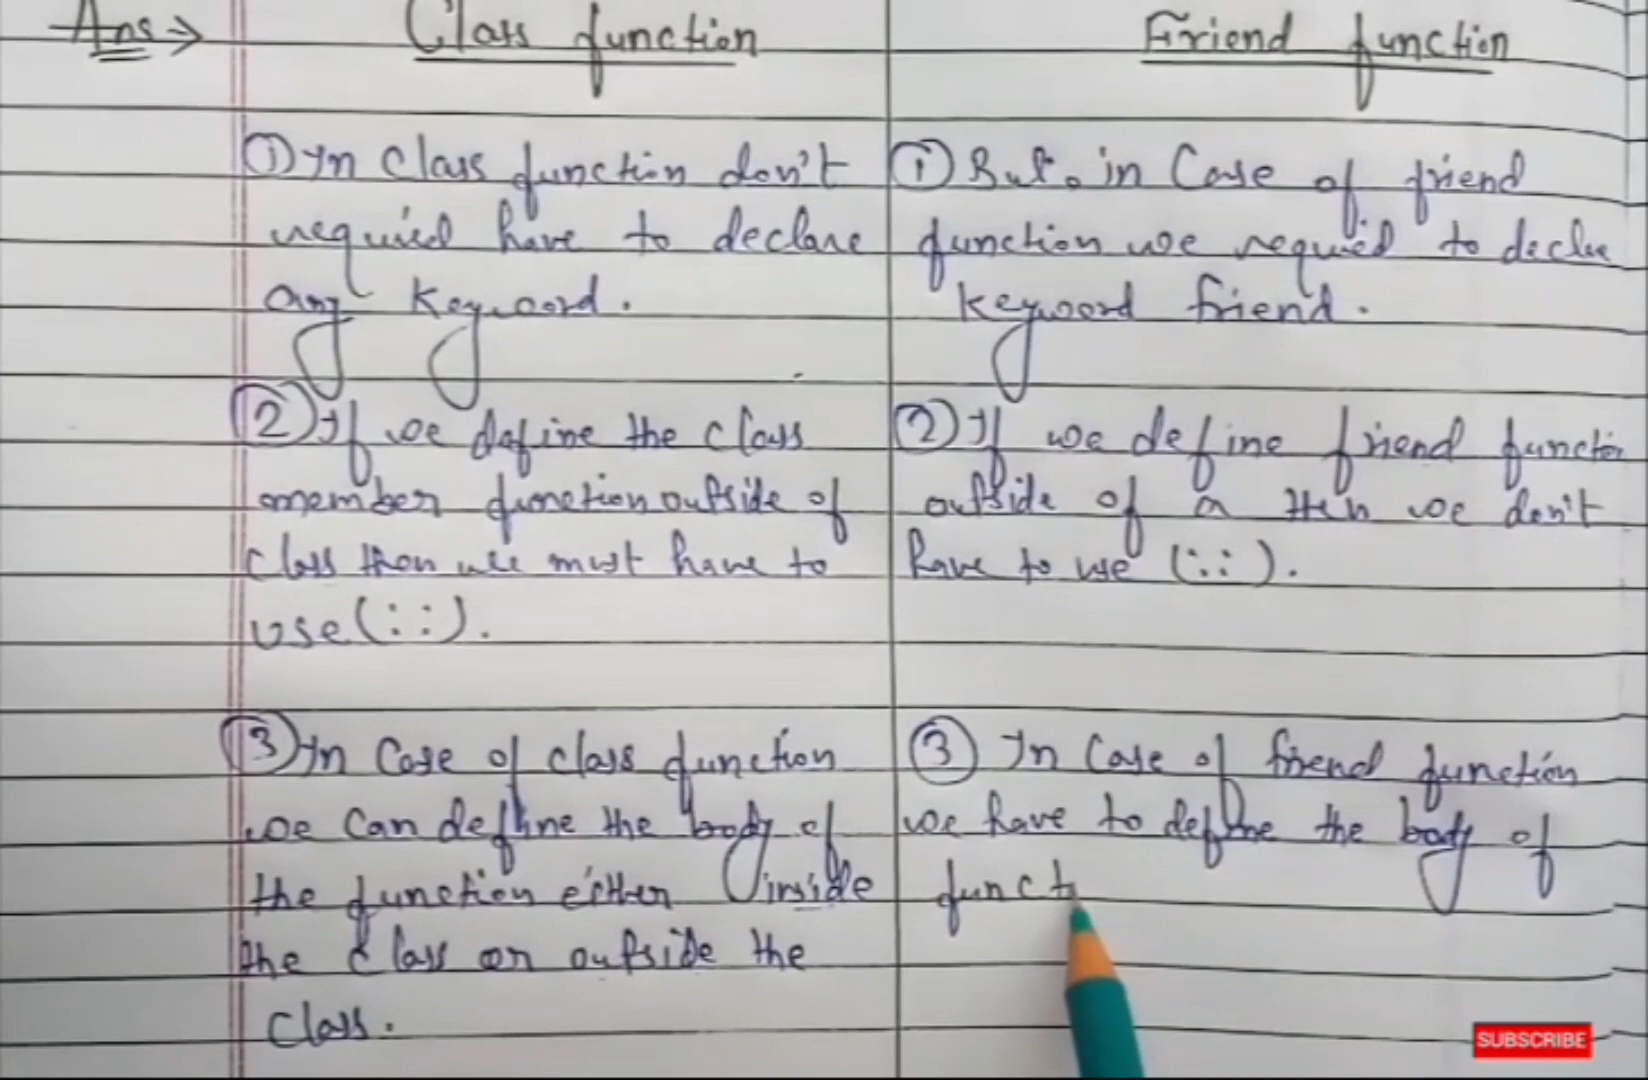 Ans →
Class function
Friend function
① In Class function don't
required have to declare
any Keyword.
① But in Case of friend
function we required to declre
Keyword friend.
② If we define the class
member function outside of
class then we must have to
use (::).
② If we define friend function
outside of a then we don't
have to use (::).
③ In Case of class function
we can define the body of
the function either inside
the class or outside the
class.
③ In Case of friend function
we have to define the body of
funct
SUBSCRIBE